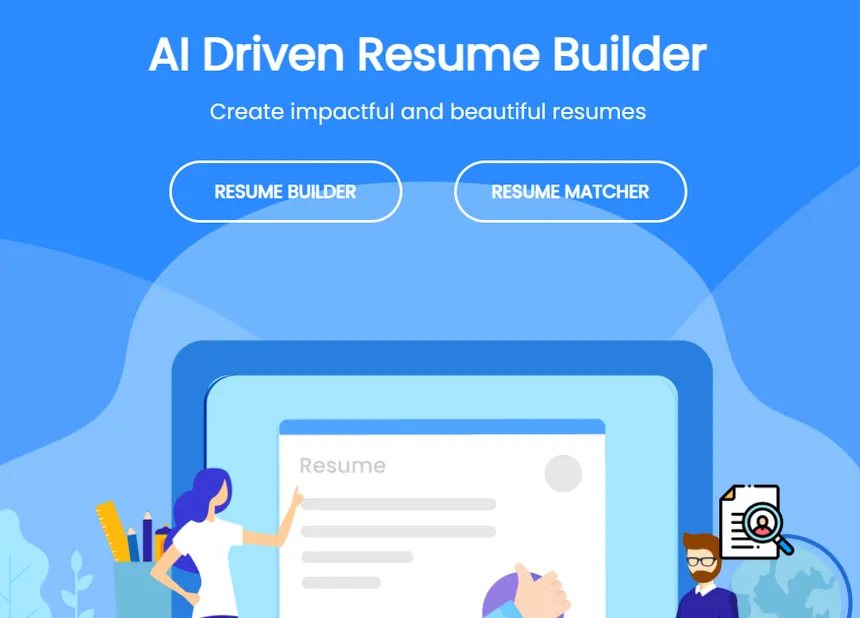 AI Driven Resume Builder
Create impactful and beautiful resumes
RESUME BUILDER
RESUME MATCHER
Resume